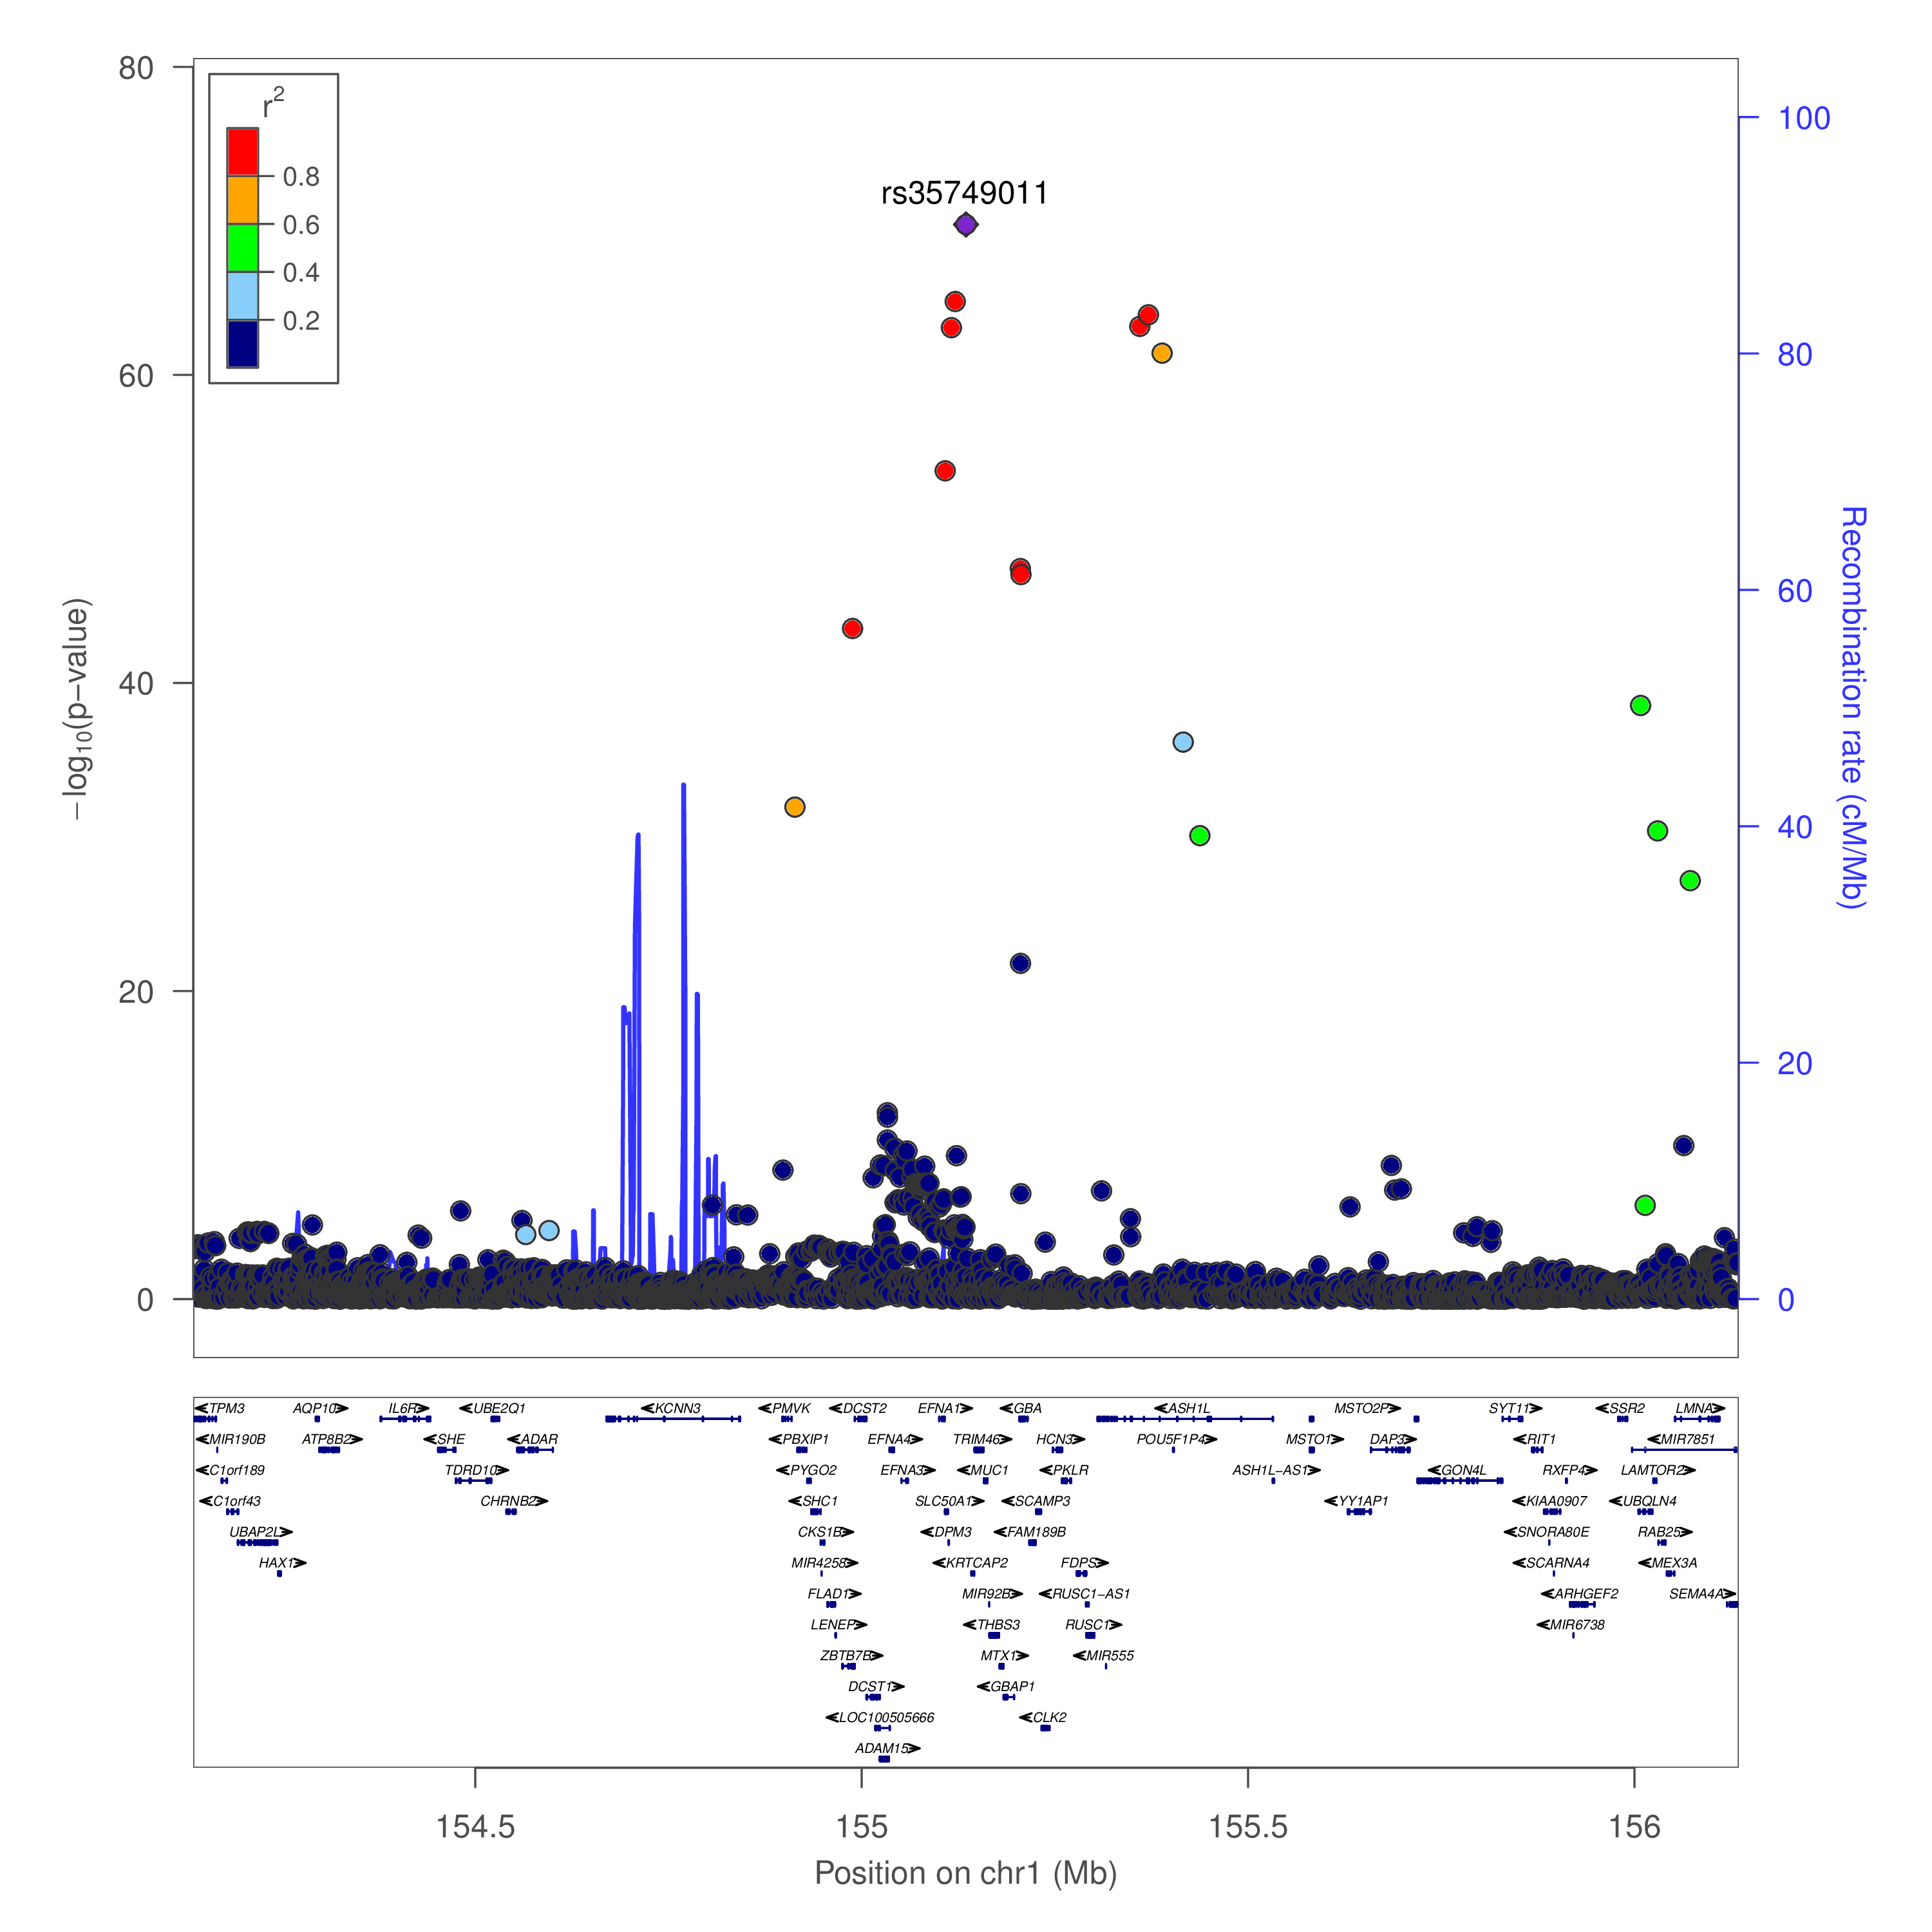 80
60
40
20
0
−log10(p−value)
100
80
60
40
20
0
Recombination rate (cM/Mb)
r2
0.8
0.6
0.4
0.2
rs35749011
TPM3 AQP10 IL6R UBE2Q1 KCNN3 PMVK DCST2 EFNA1 GBA ASH1L MSTO2P SYT11 SSR2 LMNA
MIR190B ATP8B2 SHE ADAR PBXIP1 EFNA4 TRIM46 HCN3 POU5F1P4 MSTO1 DAP3 RIT1 MIR7851
C1orf189 TDRD10 PYGO2 EFNA3 MUC1 PKLR ASH1L−AS1 GON4L RXFP4 LAMTOR2
C1orf43 CHRNB2 SHC1 SLC50A1 SCAMP3 YY1AP1 KIAA0907 UBQLN4
UBAP2L CKS1B DPM3 FAM189B SNORA80E RAB25
HAX1 MIR4258 KRTCAP2 FDPS SCARNA4 MEX3A
FLAD1 MIR92B RUSC1−AS1 ARHGEF2 SEMA4A
LENEP THBS3 RUSC1 MIR6738
ZBTB7B MTX1 MIR555
DCST1 GBAP1
LOC100505666 CLK2
ADAM15
154.5 155 155.5 156
Position on chr1 (Mb)